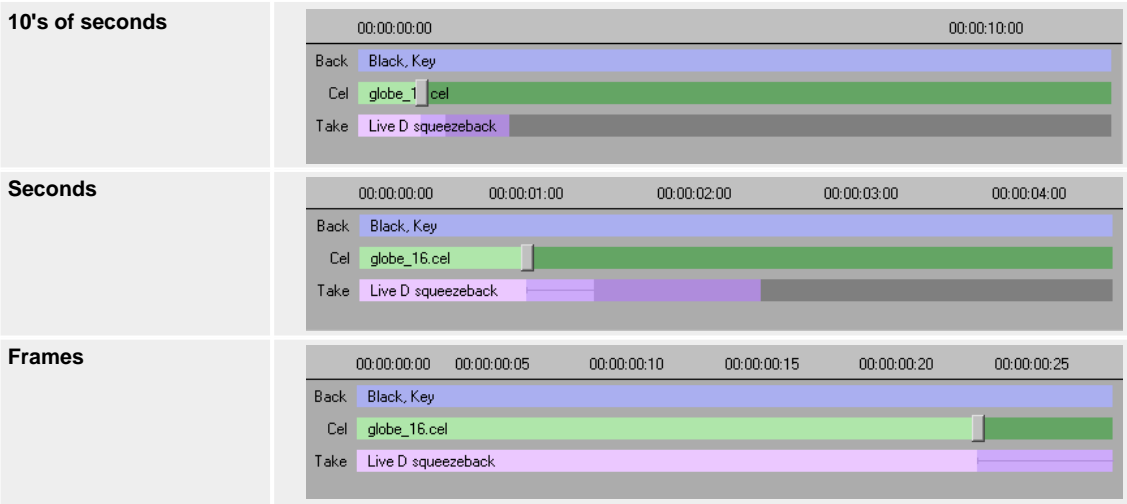 10's of seconds
00:00:00:00 00:00:10:00
Back Black, Key
Cel globe_1 cel
Take Live D squeezeback
Seconds
00:00:00:00 00:00:01:00 00:00:02:00 00:00:03:00 00:00:04:00
Back Black, Key
Cel globe_16.cel
Take Live D squeezeback
Frames
00:00:00:00 00:00:00:05 00:00:00:10 00:00:00:15 00:00:00:20 00:00:00:25
Back Black, Key
Cel globe_16.cel
Take Live D squeezeback